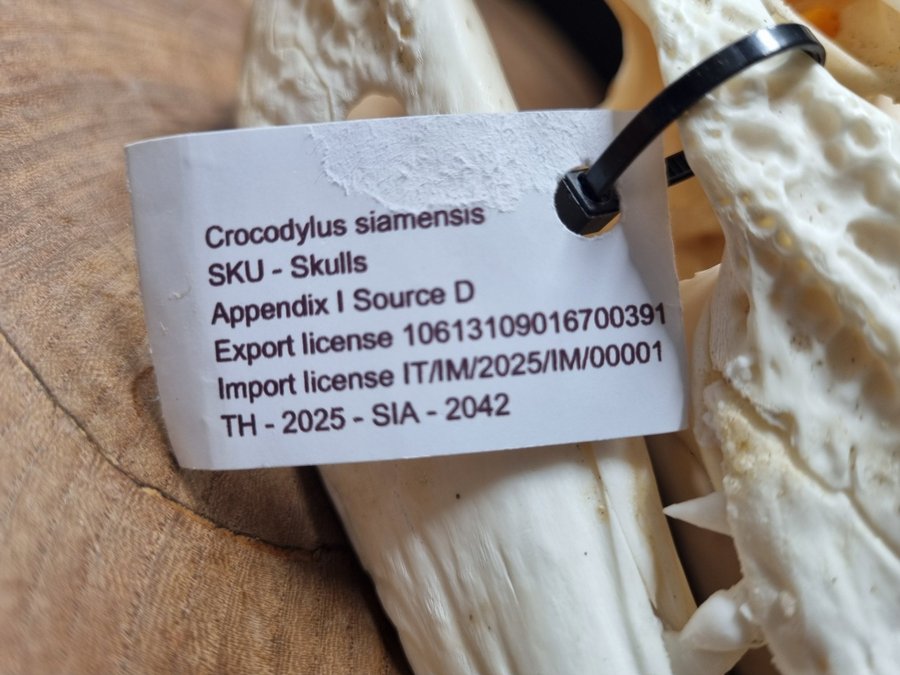 Crocodylus siamensis
SKU - Skulls
Appendix I Source D
Export license 10613109016700391
Import license IT/IM/2025/IM/00001
TH - 2025 - SIA - 2042